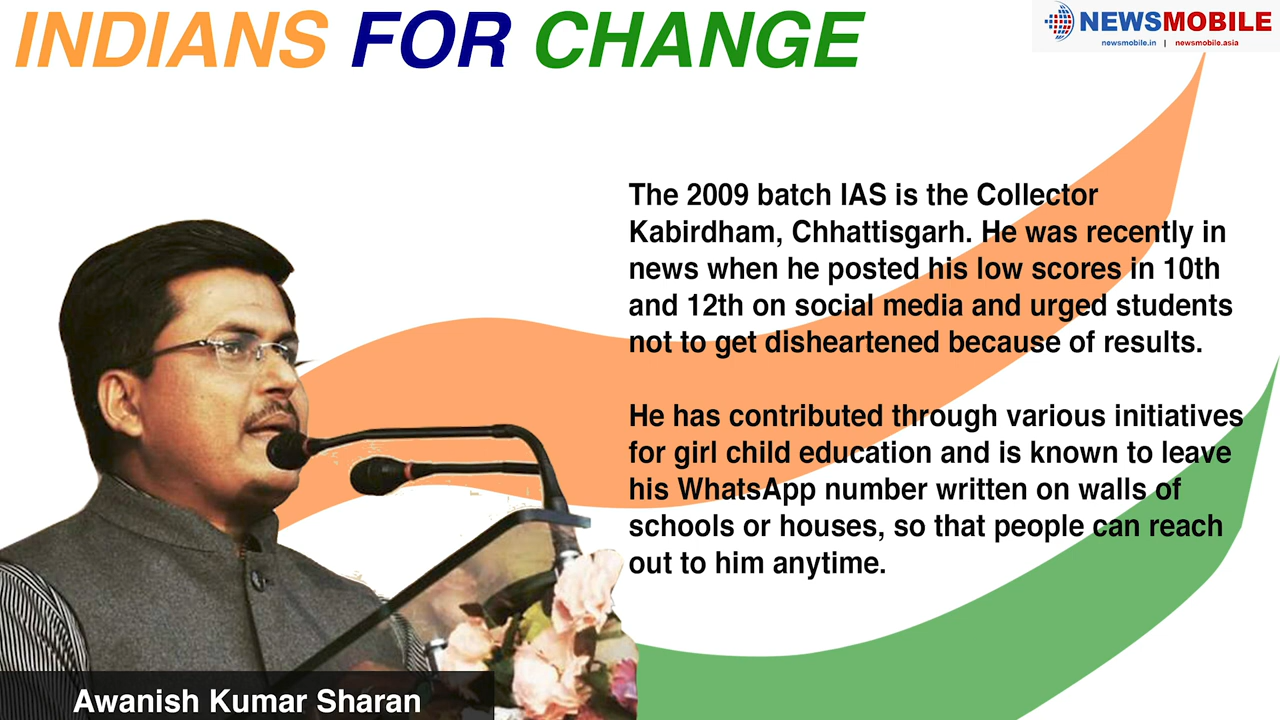 INDIANS FOR CHANGE
NEWSMOBILE
newsmobile.in | newsmobile.asia
The 2009 batch IAS is the Collector
Kabirdham, Chhattisgarh. He was recently in
news when he posted his low scores in 10th
and 12th on social media and urged students
not to get disheartened because of results.
He has contributed through various initiatives
for girl child education and is known to leave
his WhatsApp number written on walls of
schools or houses, so that people can reach
out to him anytime.
Awanish Kumar Sharan